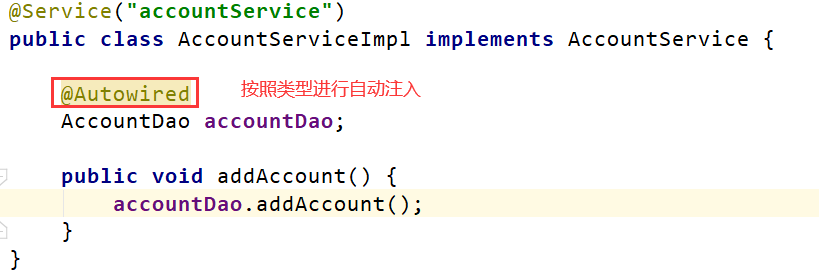 @Service("accountService")
public class AccountServiceImpl implements AccountService {
@Autowired 按照类型进行自动注入
AccountDao accountDao;
public void addAccount() {
accountDao.addAccount();
}
}